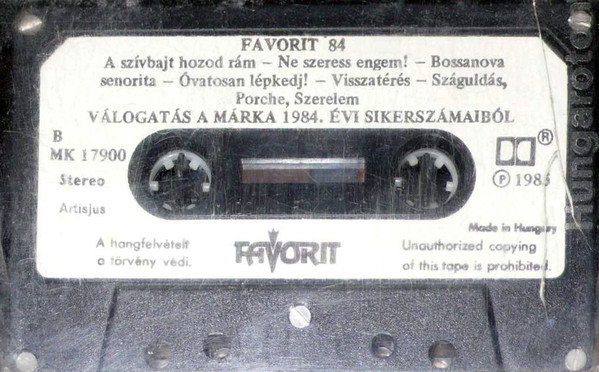 FAVORIT '84
A szívbajt hozod rám – Ne szeress engem! – Bossanova
senorita – Óvatosan lépkedj! – Visszatérés – Száguldás,
Porche, Szerelem
VÁLOGATÁS A MÁRKA 1984. ÉVI SIKERSZÁMAIBÓL
B
MK 17900
Stereo
Artisjus
A hangfelvételt
a törvény védi.
FAVORIT
®
Ⓟ 1985
Made in Hungary
Unauthorized copying
of this tape is prohibited.
Hungaroton